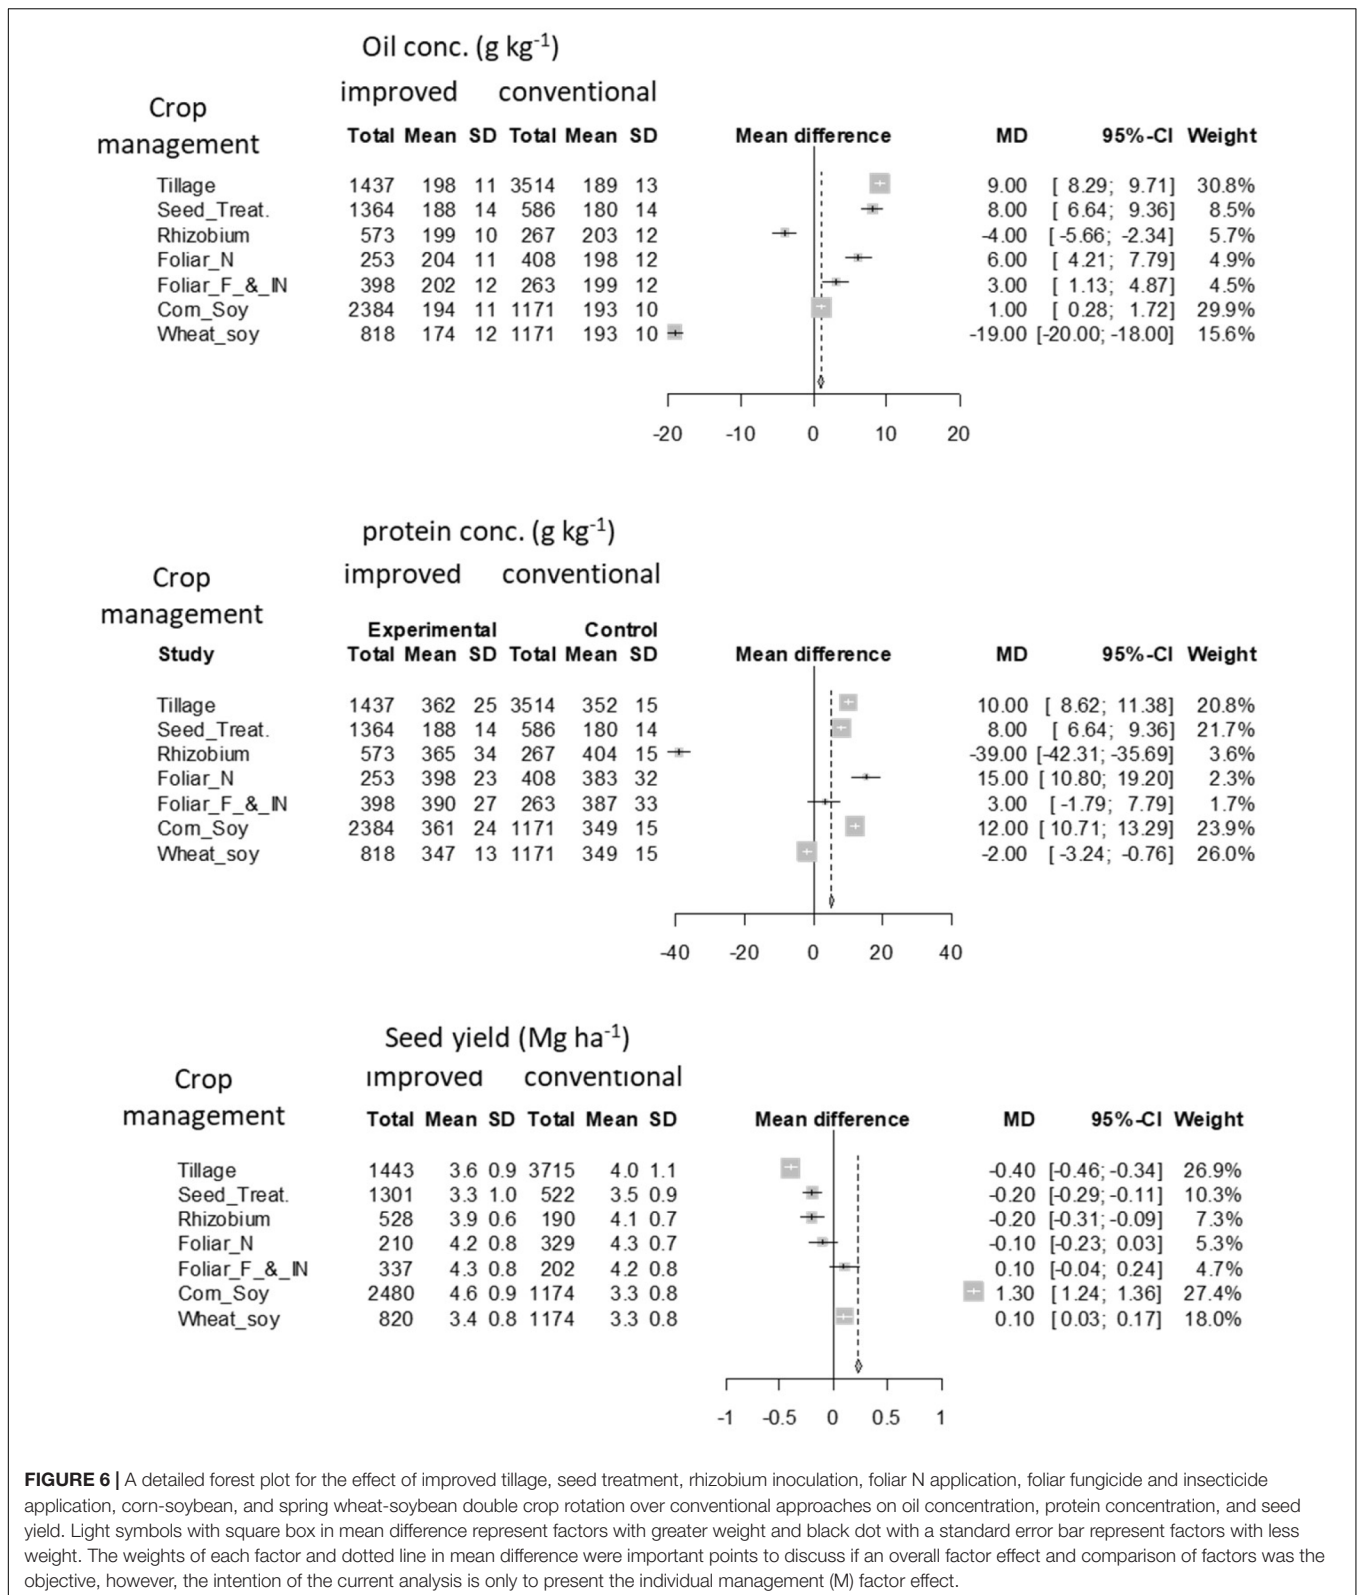 Oil conc. (g kg-1)
improved conventional
Crop
management
Total Mean SD Total Mean SD Mean difference MD 95%-CI Weight
Tillage 1437 198 11 3514 189 13 9.00 [ 8.29; 9.71] 30.8%
Seed_Treat. 1364 188 14 586 180 14 8.00 [ 6.64; 9.36] 8.5%
Rhizobium 573 199 10 267 203 12 -4.00 [-5.66; -2.34] 5.7%
Foliar_N 253 204 11 408 198 12 6.00 [ 4.21; 7.79] 4.9%
Foliar_F_&_IN 398 202 12 263 199 12 3.00 [ 1.13; 4.87] 4.5%
Corn_Soy 2384 194 11 1171 193 10 1.00 [ 0.28; 1.72] 29.9%
Wheat_soy 818 174 12 1171 193 10 -19.00 [-20.00; -18.00] 15.6%
-20 -10 0 10 20
protein conc. (g kg-1)
improved conventional
Crop
management
Experimental Control
Study Total Mean SD Total Mean SD Mean difference MD 95%-CI Weight
Tillage 1437 362 25 3514 352 15 10.00 [ 8.62; 11.38] 20.8%
Seed_Treat. 1364 188 14 586 180 14 8.00 [ 6.64; 9.36] 21.7%
Rhizobium 573 365 34 267 404 15 -39.00 [-42.31; -35.69] 3.6%
Foliar_N 253 398 23 408 383 32 15.00 [10.80; 19.20] 2.3%
Foliar_F_&_IN 398 390 27 263 387 33 3.00 [-1.79; 7.79] 1.7%
Corn_Soy 2384 361 24 1171 349 15 12.00 [10.71; 13.29] 23.9%
Wheat_soy 818 347 13 1171 349 15 -2.00 [-3.24; -0.76] 26.0%
-40 -20 0 20 40
Seed yield (Mg ha-1)
improved conventional
Crop
management
Total Mean SD Total Mean SD Mean difference MD 95%-CI Weight
Tillage 1443 3.6 0.9 3715 4.0 1.1 -0.40 [-0.46; -0.34] 26.9%
Seed_Treat. 1301 3.3 1.0 522 3.5 0.9 -0.20 [-0.29; -0.11] 10.3%
Rhizobium 528 3.9 0.6 190 4.1 0.7 -0.20 [-0.31; -0.09] 7.3%
Foliar_N 210 4.2 0.8 329 4.3 0.7 -0.10 [-0.23; 0.03] 5.3%
Foliar_F_&_IN 337 4.3 0.8 202 4.2 0.8 0.10 [-0.04; 0.24] 4.7%
Corn_Soy 2480 4.6 0.9 1174 3.3 0.8 1.30 [1.24; 1.36] 27.4%
Wheat_soy 820 3.4 0.8 1174 3.3 0.8 0.10 [0.03; 0.17] 18.0%
-1 -0.5 0 0.5 1
FIGURE 6 | A detailed forest plot for the effect of improved tillage, seed treatment, rhizobium inoculation, foliar N application, foliar fungicide and insecticide
application, corn-soybean, and spring wheat-soybean double crop rotation over conventional approaches on oil concentration, protein concentration, and seed
yield. Light symbols with square box in mean difference represent factors with greater weight and black dot with a standard error bar represent factors with less
weight. The weights of each factor and dotted line in mean difference were important points to discuss if an overall factor effect and comparison of factors was the
objective, however, the intention of the current analysis is only to present the individual management (M) factor effect.